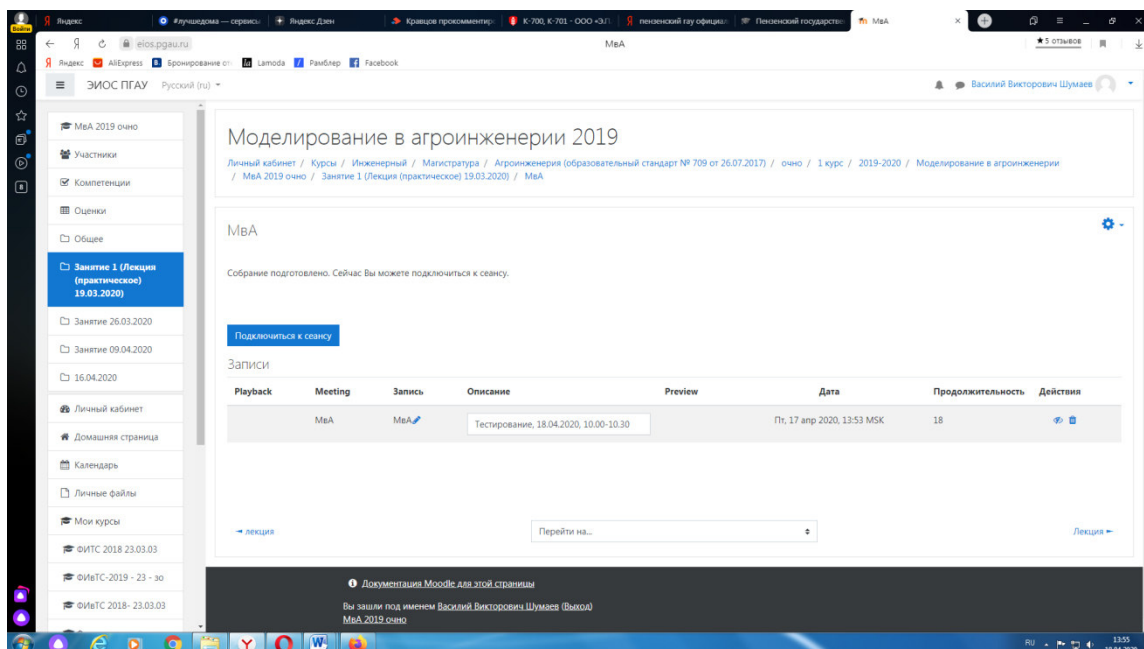 Войти
Яндекс
#лучшедома — сервисы
Яндекс Дзен
Кравцов прокомментир
К-700, К-701 - ООО «З.Г.
пензенский гау официал
Пензенский государстве
МвА
eios.pgau.ru
МвА
★5 отзывов
Яндекс
AliExpress
Бронирование от
Lamoda
Рамблер
Facebook
ЭИОС ПГАУ Русский (ru)
Василий Викторович Шумаев
МвА 2019 очно
Участники
Компетенции
Оценки
Общее
Занятие 1 (Лекция
(практическое)
19.03.2020)
Занятие 26.03.2020
Занятие 09.04.2020
16.04.2020
Личный кабинет
Домашняя страница
Календарь
Личные файлы
Мои курсы
ФИТС 2018 23.03.03
ФИвТС-2019 - 23 - зо
ФИвТС 2018- 23.03.03
Моделирование в агроинженерии 2019
Личный кабинет / Курсы / Инженерный / Магистратура / Агроинженерия (образовательный стандарт № 709 от 26.07.2017) / очно / 1 курс / 2019-2020 / Моделирование в агроинженерии
/ МвА 2019 очно / Занятие 1 (Лекция (практическое) 19.03.2020) / МвА
МвА
Собрание подготовлено. Сейчас Вы можете подключиться к сеансу.
Подключиться к сеансу
Записи
Playback Meeting Запись Описание Preview Дата Продолжительность Действия
МвА МвА Тестирование, 18.04.2020, 10.00-10.30 Пт, 17 апр 2020, 13:53 MSK 18
◄ лекция
Перейти на...
Лекция ►
Документация Moodle для этой страницы
Вы зашли под именем Василий Викторович Шумаев (Выход)
МвА 2019 очно
RU
13:55